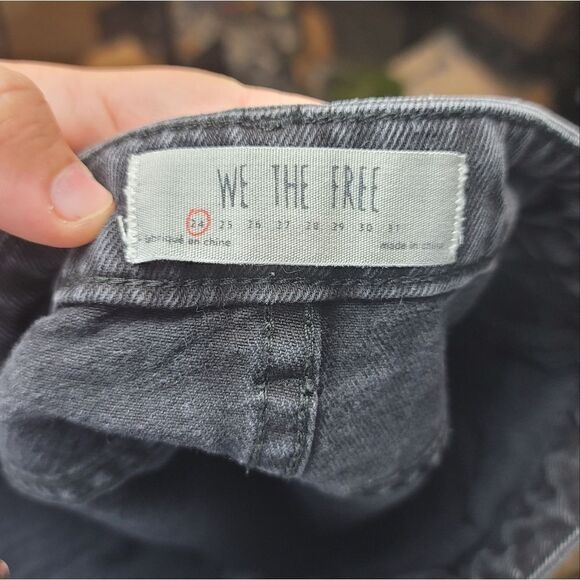 WE THE FREE
24 25 26 27 28 29 30 31
fabriqué en chine made in china